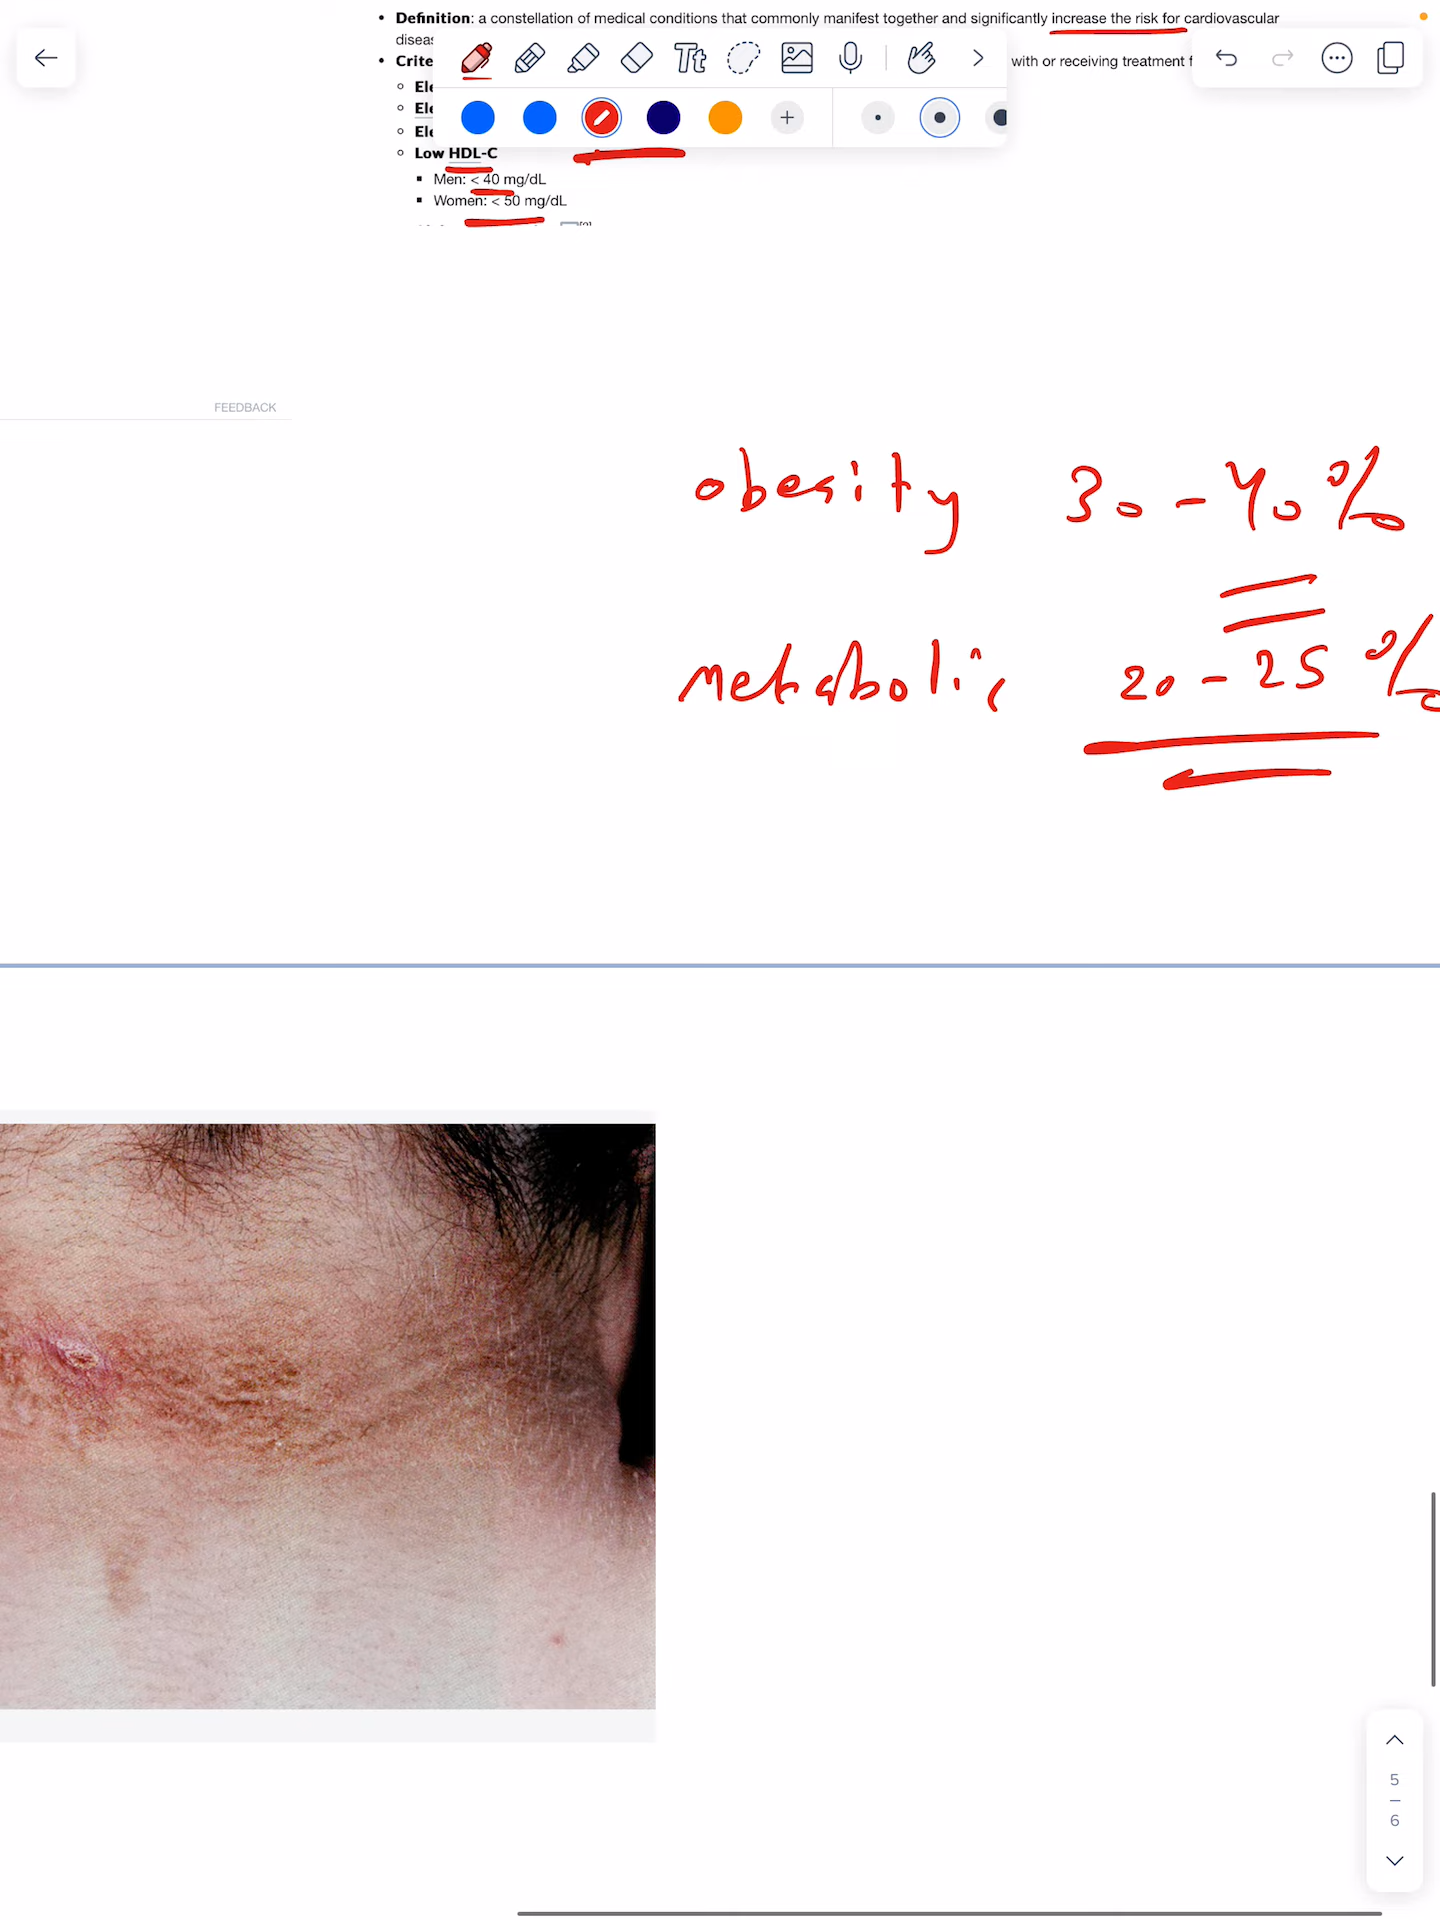 • Definition: a constellation of medical conditions that commonly manifest together and significantly increase the risk for cardiovascular
diseas
• Crite with or receiving treatment f
Tt
◦ Ele
◦ Ele
◦ Ele
◦ Low HDL-C
▪ Men: < 40 mg/dL
▪ Women: < 50 mg/dL
FEEDBACK
obesity 30 - 40 %
metabolic 20 - 25 %
5
6